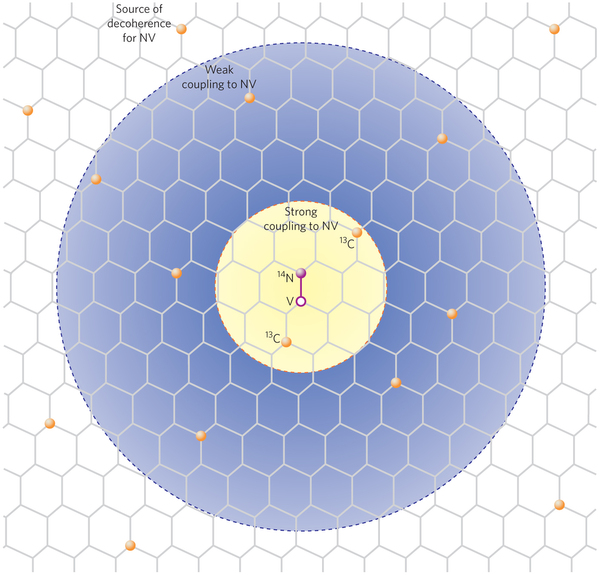 Source of
decoherence
for NV
Weak
coupling to NV
Strong
coupling to NV
¹³C
¹⁴N
V
¹³C